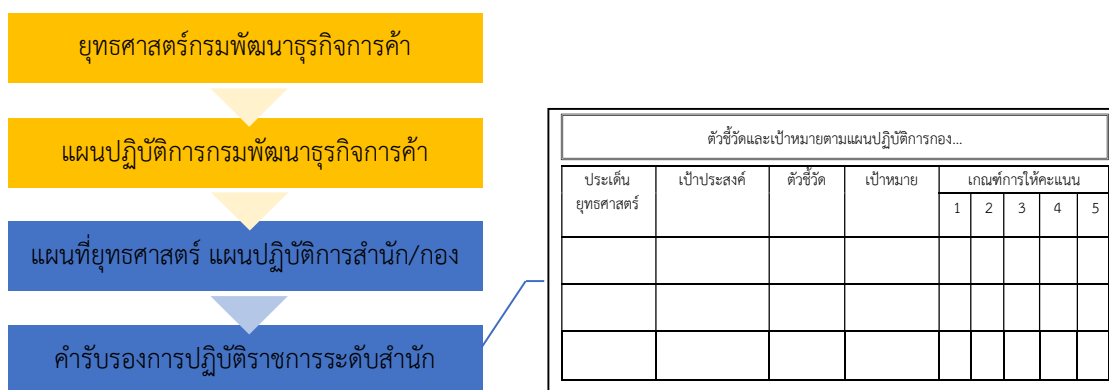 ยุทธศาสตร์กรมพัฒนาธุรกิจการค้า
แผนปฏิบัติการกรมพัฒนาธุรกิจการค้า
แผนที่ยุทธศาสตร์ แผนปฏิบัติการสำนัก/กอง
คำรับรองการปฏิบัติราชการระดับสำนัก
ตัวชี้วัดและเป้าหมายตามแผนปฏิบัติการกอง...
ประเด็น เป้าประสงค์ ตัวชี้วัด เป้าหมาย เกณฑ์การให้คะแนน
ยุทธศาสตร์
1 2 3 4 5